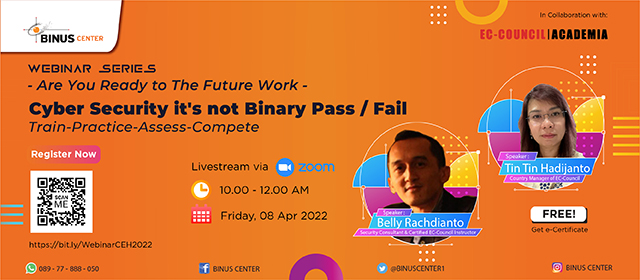 BINUS CENTER
In Collaboration with:
EC-COUNCIL|ACADEMIA
WEBINAR SERIES
- Are You Ready to The Future Work -
Cyber Security it's not Binary Pass / Fail
Train-Practice-Assess-Compete
Register Now
SCAN
ME
https://bit.ly/WebinarCEH2022
Livestream via zoom
10.00 - 12.00 AM
Friday, 08 Apr 2022
Speaker :
Belly Rachdianto
Security Consultant & Certified EC-Council Instructor
Speaker :
Tin Tin Hadijanto
Country Manager of EC-Council
FREE!
Get e-Certificate
089 - 77 - 888 - 050
BINUS CENTER
@BINUSCENTER1
BINUS CENTER